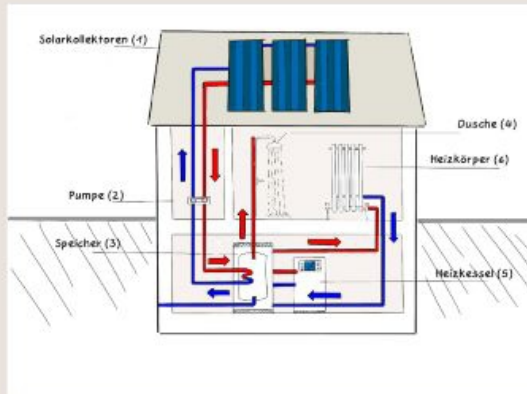 Solarkollektoren (1)
Dusche (4)
Heizkörper (6)
Pumpe (2)
Speicher (3)
Heizkessel (5)